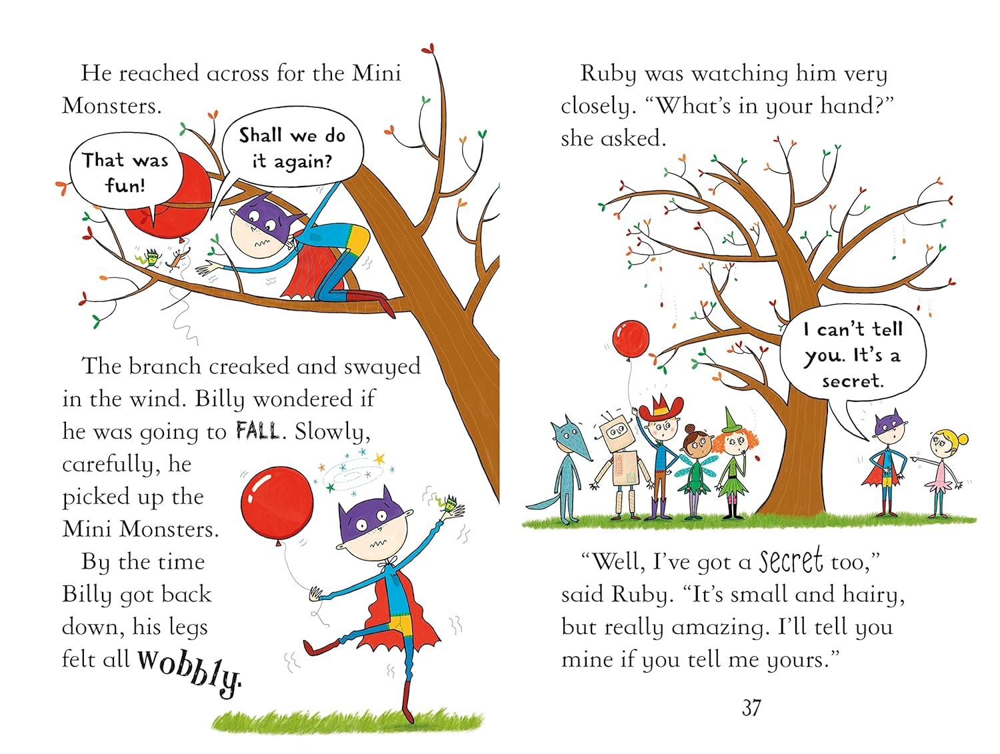 He reached across for the Mini
Monsters.
That was
fun!
Shall we do
it again?
The branch creaked and swayed
in the wind. Billy wondered if
he was going to FALL. Slowly,
carefully, he
picked up the
Mini Monsters.
By the time
Billy got back
down, his legs
felt all wobbly.
Ruby was watching him very
closely. “What’s in your hand?”
she asked.
I can’t tell
you. It’s a
secret.
“Well, I’ve got a secret too,”
said Ruby. “It’s small and hairy,
but really amazing. I’ll tell you
mine if you tell me yours.”
37